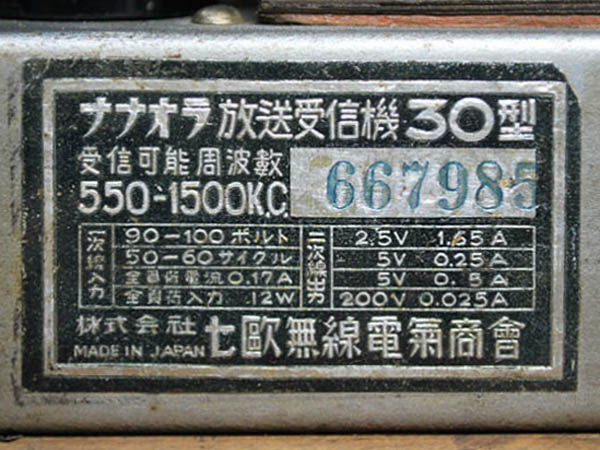 ナナオラ放送受信機30型
受信可能周波數
550-1500K.C. 667985
一次線入力
90-100ボルト
50-60サイクル
全負荷電流0.17A
全負荷入力 12W
二次線出力
2.5V 1.65A
5V 0.25A
5V 0.5A
200V 0.025A
株式会社 七歐無線電氣商會
MADE IN JAPAN